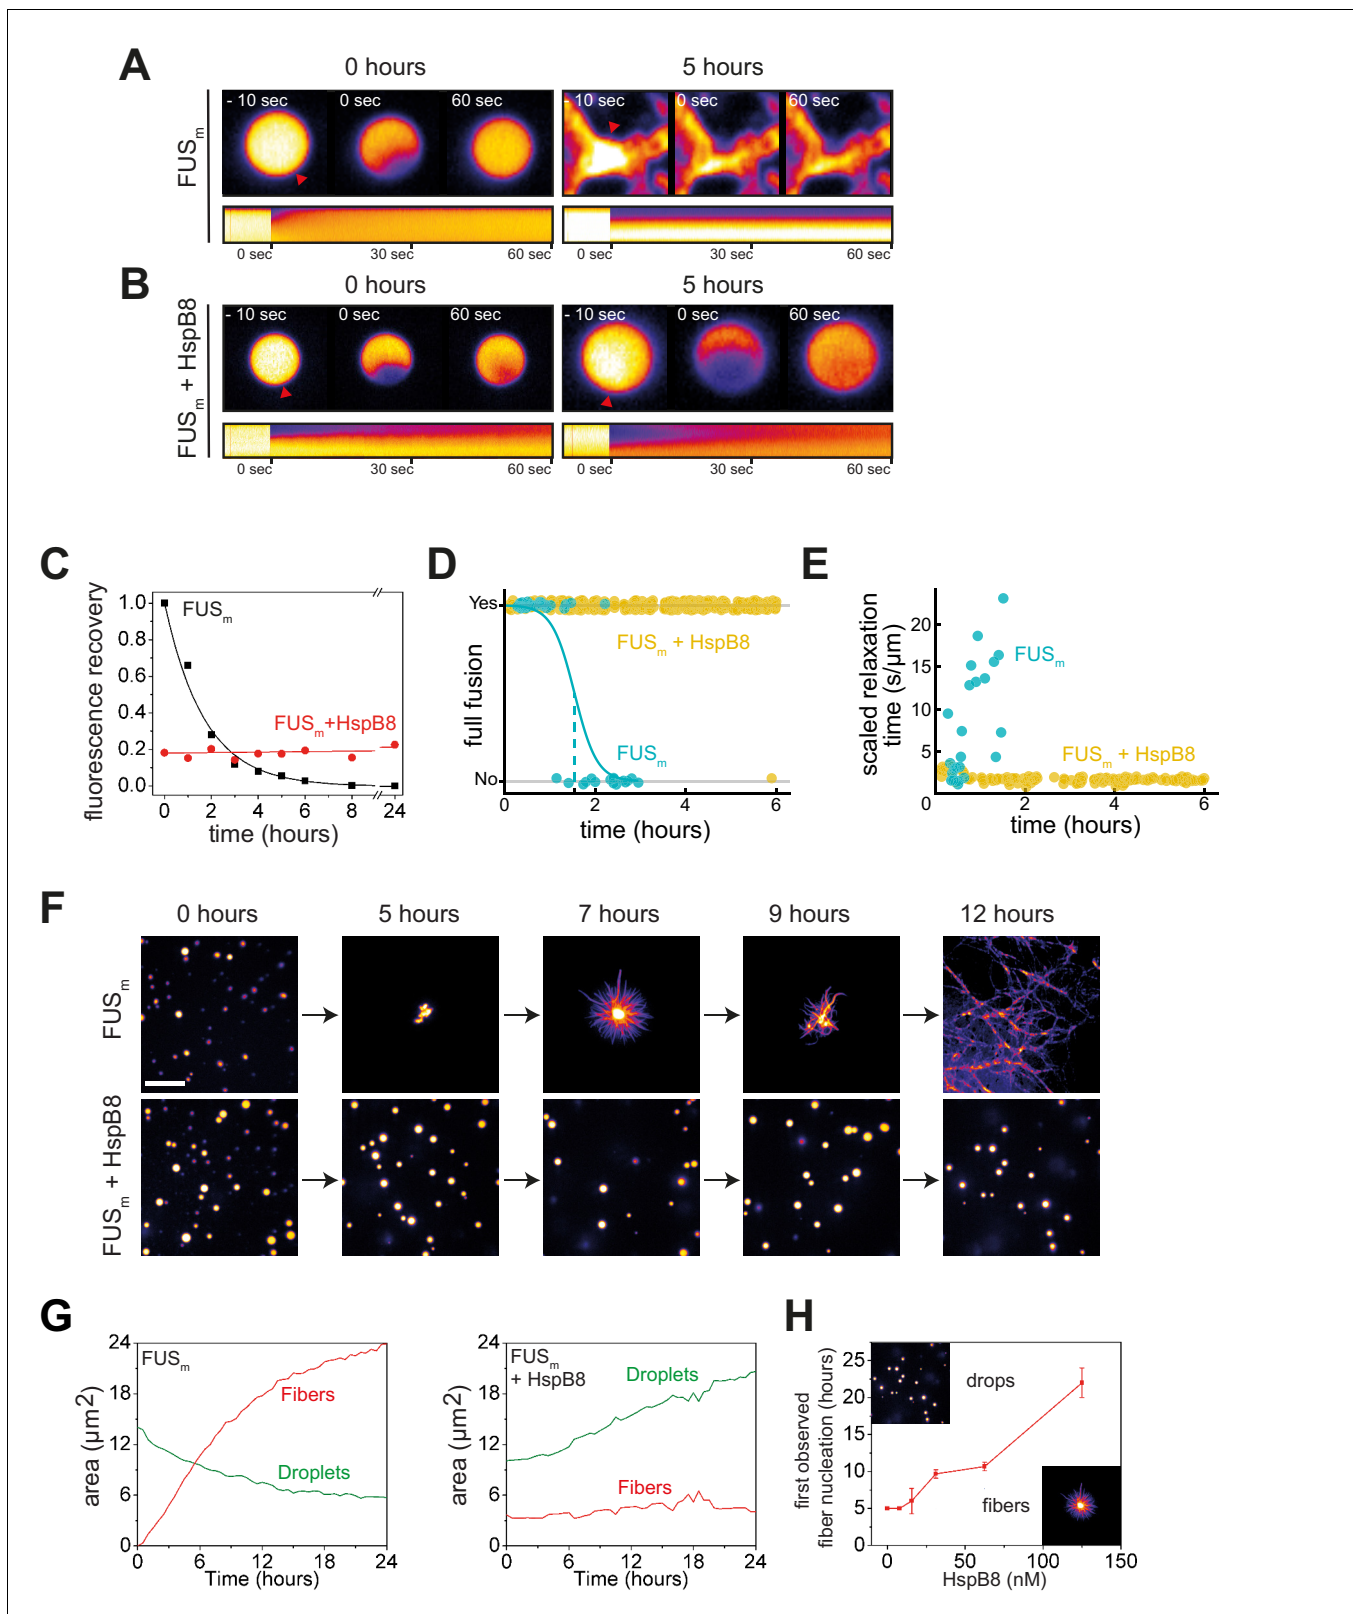 A
0 hours
5 hours
FUSm
- 10 sec
0 sec
60 sec
- 10 sec
0 sec
60 sec
0 sec
30 sec
60 sec
0 sec
30 sec
60 sec
B
0 hours
5 hours
FUSm + HspB8
- 10 sec
0 sec
60 sec
- 10 sec
0 sec
60 sec
0 sec
30 sec
60 sec
0 sec
30 sec
60 sec
C
fluorescence recovery
1.0
0.8
0.6
0.4
0.2
0.0
FUSm
FUSm+HspB8
0
2
4
6
8
24
time (hours)
D
full fusion
Yes
No
FUSm + HspB8
FUSm
0
2
4
6
time (hours)
E
scaled relaxation
time (s/µm)
20
15
10
5
0
FUSm
FUSm + HspB8
0
2
4
6
time (hours)
F
0 hours
5 hours
7 hours
9 hours
12 hours
FUSm
FUSm + HspB8
G
area (µm2)
24
18
12
6
0
FUSm
Fibers
Droplets
0
6
12
18
24
Time (hours)
area (µm2)
24
18
12
6
0
FUSm
+ HspB8
Droplets
Fibers
0
6
12
18
24
Time (hours)
H
first observed
fiber nucleation (hours)
25
20
15
10
5
0
drops
fibers
0
50
100
150
HspB8 (nM)